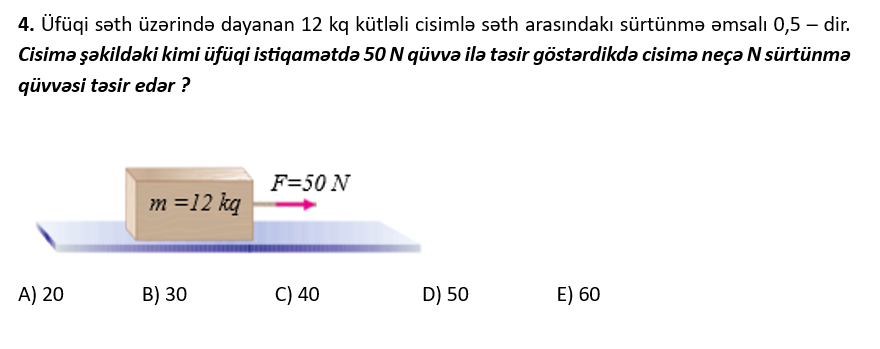 4. Üfüqi səth üzərində dayanan 12 kq kütləli cisimlə səth arasındakı sürtünmə əmsalı 0,5 – dir.
Cisimə şəkildəki kimi üfüqi istiqamətdə 50 N qüvvə ilə təsir göstərdikdə cisimə neçə N sürtünmə
qüvvəsi təsir edər ?
F=50 N
m =12 kq
A) 20 B) 30 C) 40 D) 50 E) 60